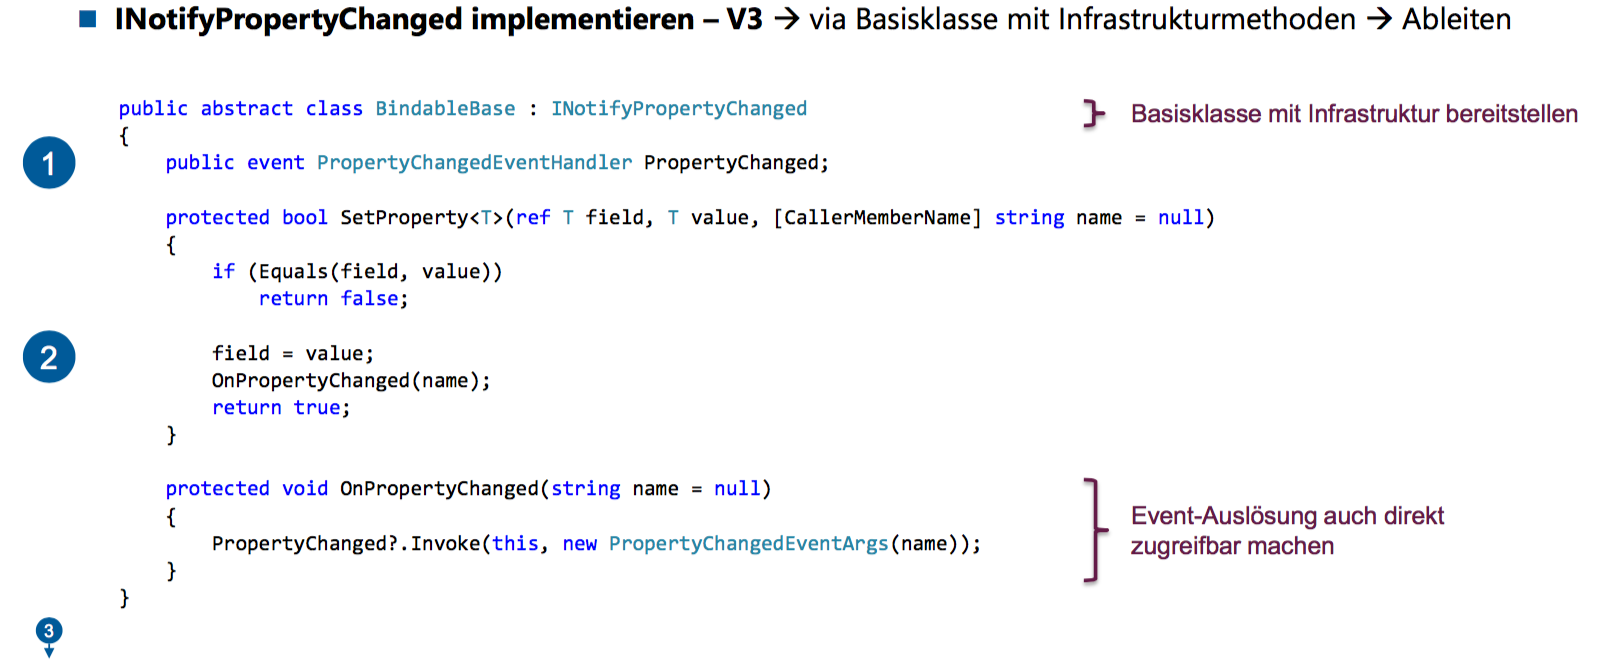 INotifyPropertyChanged implementieren – V3 → via Basisklasse mit Infrastrukturmethoden → Ableiten
public abstract class BindableBase : INotifyPropertyChanged
Basisklasse mit Infrastruktur bereitstellen
{
1
public event PropertyChangedEventHandler PropertyChanged;
protected bool SetProperty<T>(ref T field, T value, [CallerMemberName] string name = null)
{
if (Equals(field, value))
return false;
2
field = value;
OnPropertyChanged(name);
return true;
}
protected void OnPropertyChanged(string name = null)
{
Event-Auslösung auch direkt
zugreifbar machen
PropertyChanged?.Invoke(this, new PropertyChangedEventArgs(name));
}
}
3